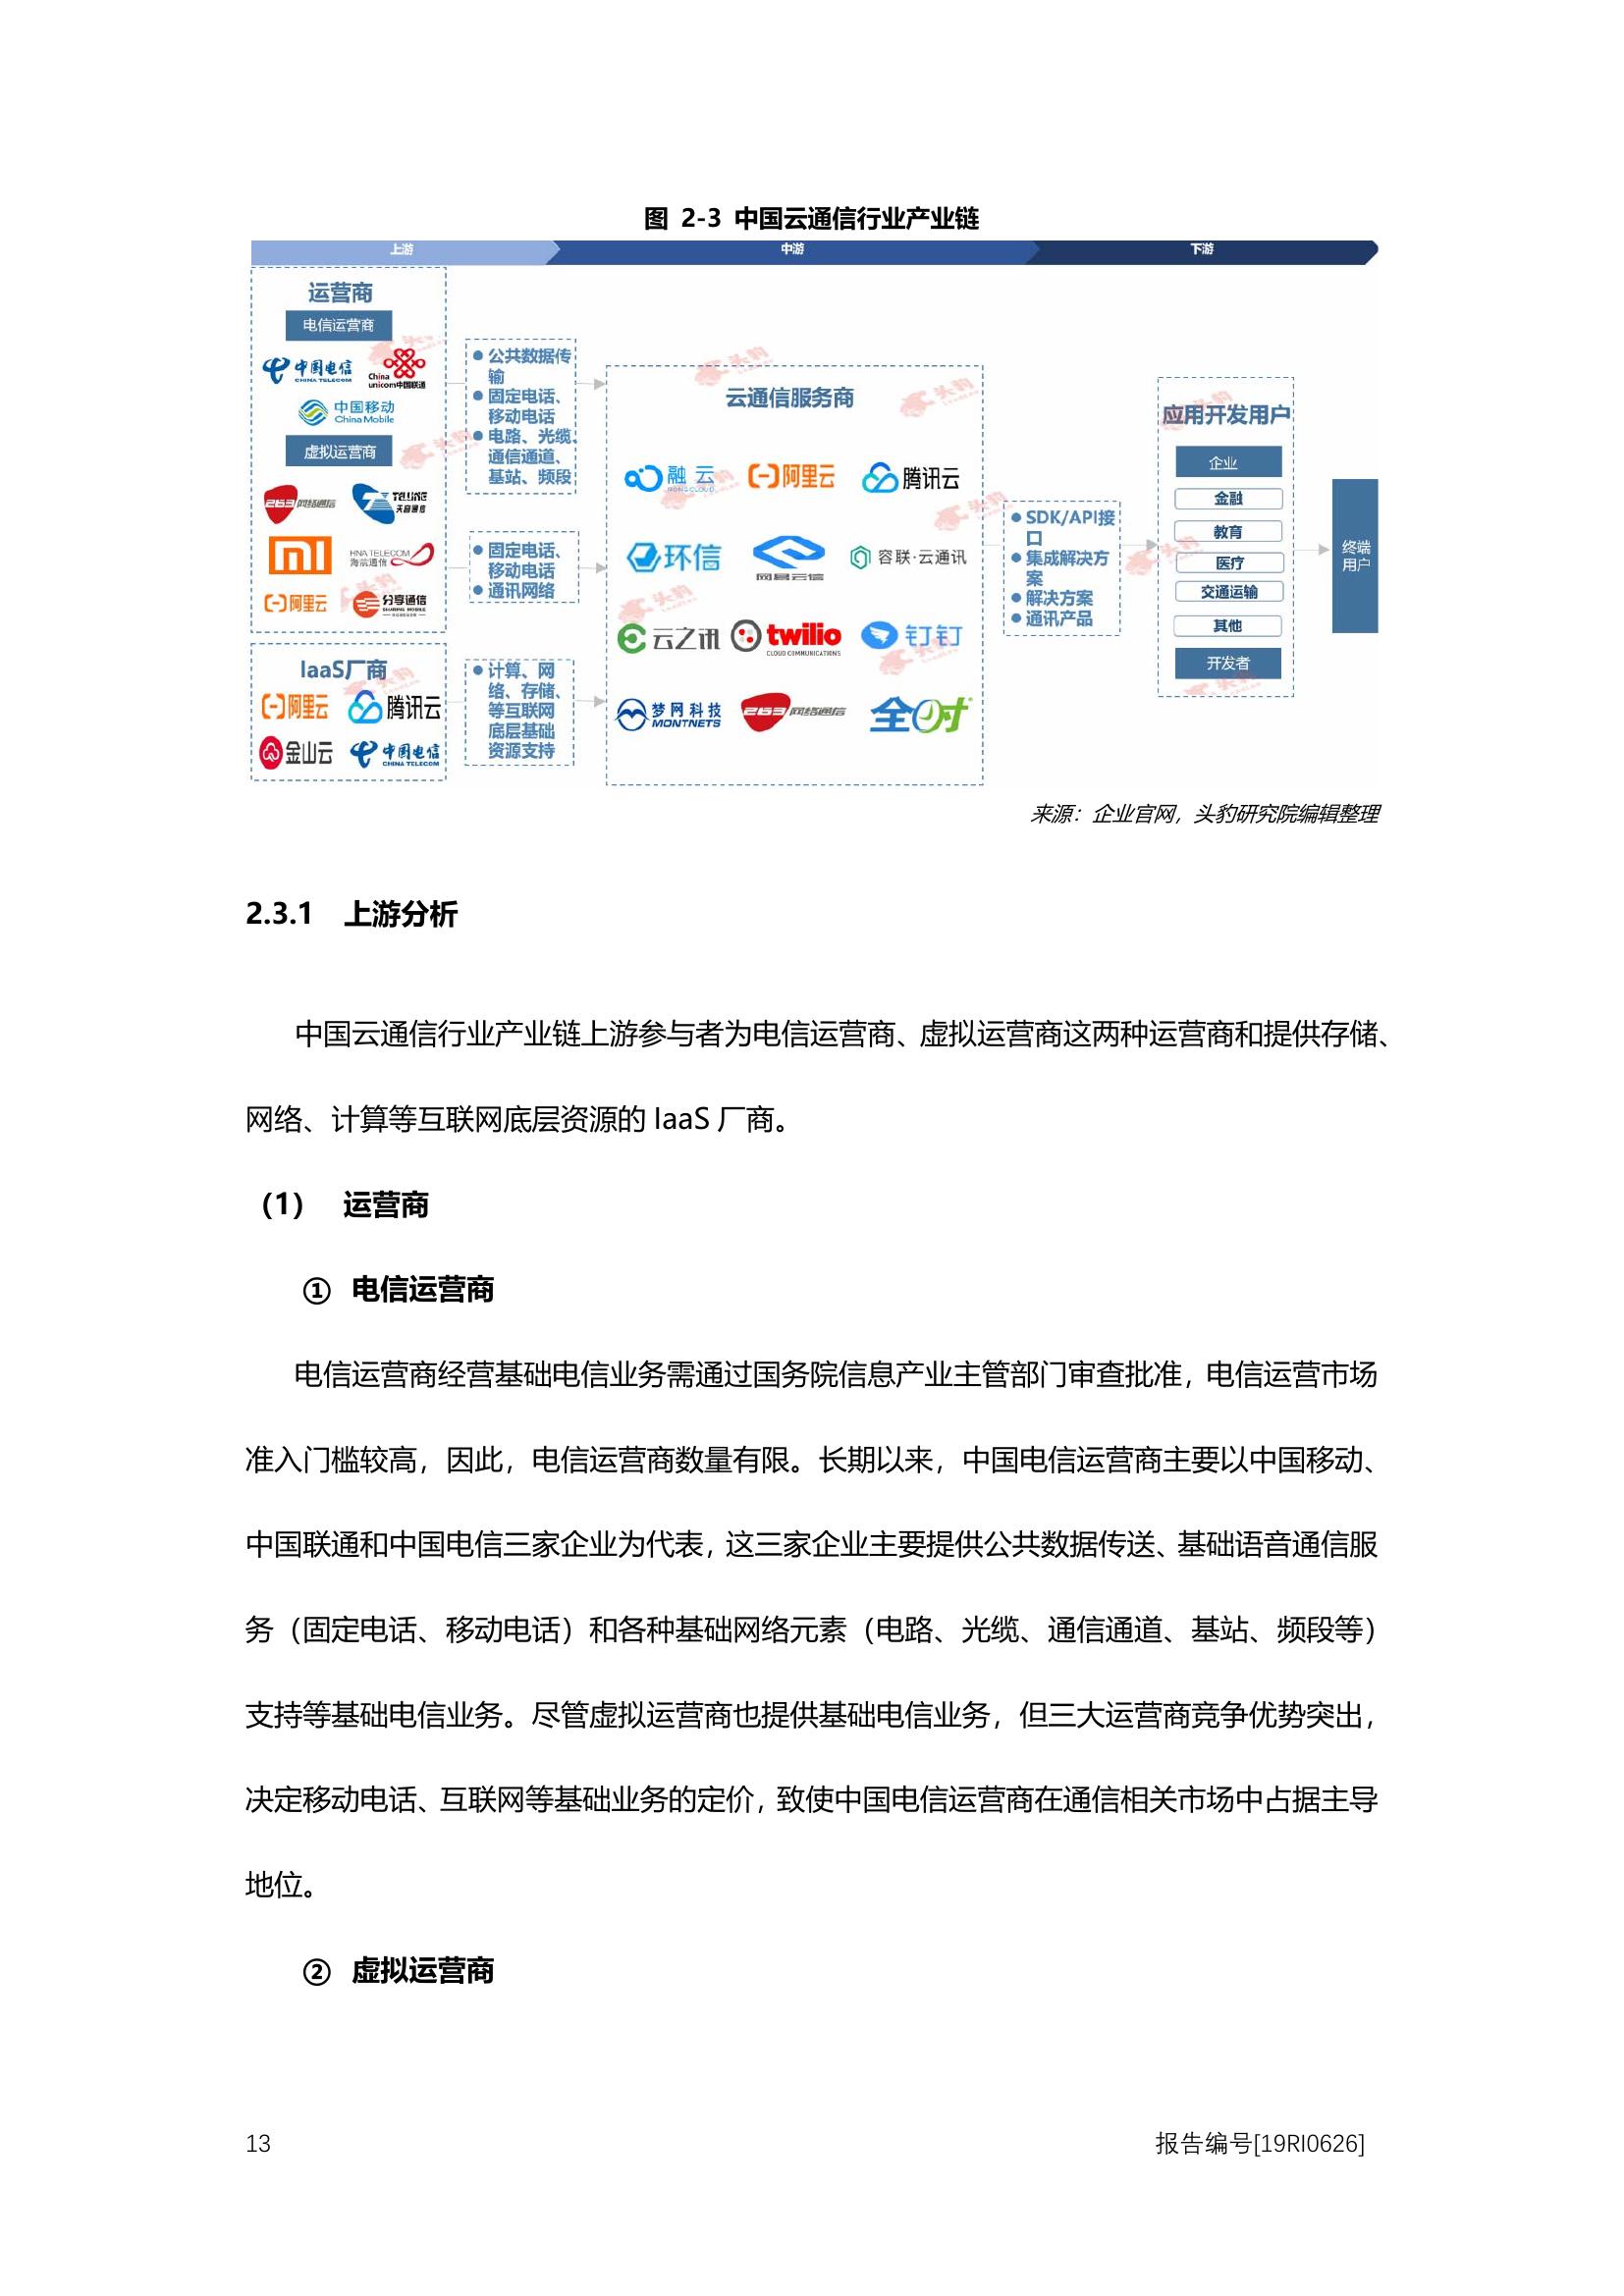 图 2-3 中国云通信行业产业链
上游
中游
下游
运营商
电信运营商
中国电信
CHINA TELECOM
China
unicom中国联通
中国移动
China Mobile
虚拟运营商
263网络通信
TELLING
天音通信
HNA TELECOM
海航通信
阿里云
分享通信
SHARING MOBILE
IaaS厂商
阿里云
腾讯云
金山云
中国电信
CHINA TELECOM
● 公共数据传
输
● 固定电话、
移动电话
● 电路、光缆、
通信通道、
基站、频段
● 固定电话、
移动电话
● 通讯网络
● 计算、网
络、存储、
等互联网
底层基础
资源支持
云通信服务商
融云
RONGCLOUD
阿里云
腾讯云
环信
网易云信
容联·云通讯
云之讯
twilio
CLOUD COMMUNICATIONS
钉钉
梦网科技
MONTNETS
263网络通信
全时
● SDK/API接
口
● 集成解决方
案
● 解决方案
● 通讯产品
应用开发用户
企业
金融
教育
医疗
交通运输
其他
开发者
终端
用户
来源：企业官网，头豹研究院编辑整理
2.3.1 上游分析
中国云通信行业产业链上游参与者为电信运营商、虚拟运营商这两种运营商和提供存储、
网络、计算等互联网底层资源的 IaaS 厂商。
（1） 运营商
① 电信运营商
电信运营商经营基础电信业务需通过国务院信息产业主管部门审查批准，电信运营市场
准入门槛较高，因此，电信运营商数量有限。长期以来，中国电信运营商主要以中国移动、
中国联通和中国电信三家企业为代表，这三家企业主要提供公共数据传送、基础语音通信服
务（固定电话、移动电话）和各种基础网络元素（电路、光缆、通信通道、基站、频段等）
支持等基础电信业务。尽管虚拟运营商也提供基础电信业务，但三大运营商竞争优势突出，
决定移动电话、互联网等基础业务的定价，致使中国电信运营商在通信相关市场中占据主导
地位。
② 虚拟运营商
13
报告编号[19RI0626]